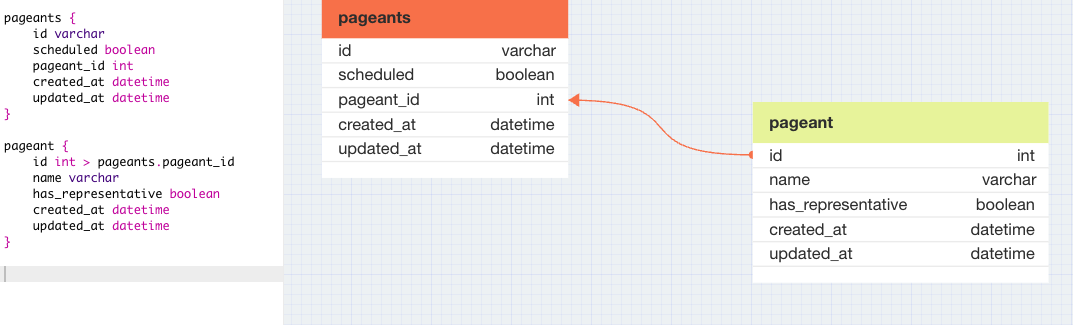 pageants {
id varchar
scheduled boolean
pageant_id int
created_at datetime
updated_at datetime
}
pageant {
id int > pageants.pageant_id
name varchar
has_representative boolean
created_at datetime
updated_at datetime
}
pageants
id varchar
scheduled boolean
pageant_id int
created_at datetime
updated_at datetime
pageant
id int
name varchar
has_representative boolean
created_at datetime
updated_at datetime